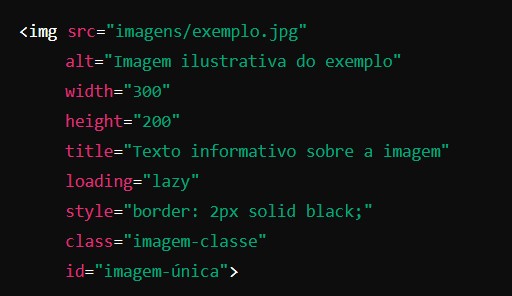 <img src="imagens/exemplo.jpg"
alt="Imagem ilustrativa do exemplo"
width="300"
height="200"
title="Texto informativo sobre a imagem"
loading="lazy"
style="border: 2px solid black;"
class="imagem-classe"
id="imagem-única">